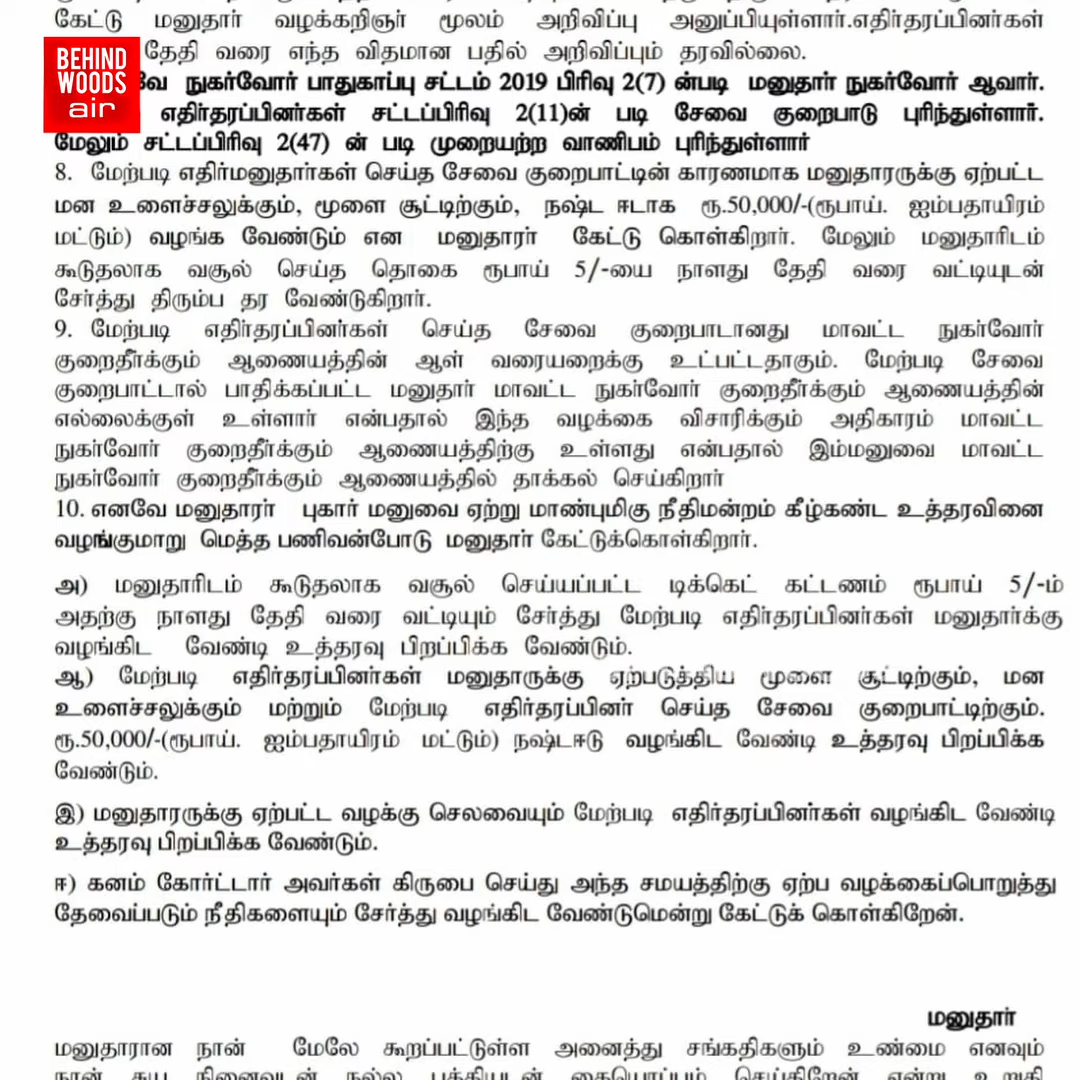 கேட்டு மனுதார் வழக்கறிஞர் மூலம் அறிவிப்பு அனுப்பியுள்ளார்.எதிர்தரப்பினர்கள்
தேதி வரை எந்த விதமான பதில் அறிவிப்பும் தரவில்லை.
BEHIND
WOODS
air
வே நுகர்வோர் பாதுகாப்பு சட்டம் 2019 பிரிவு 2(7) ன்படி மனுதார் நுகர்வோர் ஆவார்.
எதிர்தரப்பினர்கள் சட்டப்பிரிவு 2(11)ன் படி சேவை குறைபாடு புரிந்துள்ளார்.
மேலும் சட்டப்பிரிவு 2(47) ன் படி முறையற்ற வாணிபம் புரிந்துள்ளார்
8. மேற்படி எதிர்மனுதார்கள் செய்த சேவை குறைபாட்டின் காரணமாக மனுதாரருக்கு ஏற்பட்ட
மன உளைச்சலுக்கும், மூளை சூட்டிற்கும், நஷ்ட ஈடாக ரூ.50,000/-(ரூபாய். ஐம்பதாயிரம்
மட்டும்) வழங்க வேண்டும் என மனுதாரர் கேட்டு கொள்கிறார். மேலும் மனுதாரிடம்
கூடுதலாக வசூல் செய்த தொகை ரூபாய் 5/-யை நாளது தேதி வரை வட்டியுடன்
சேர்த்து திரும்ப தர வேண்டுகிறார்.
9. மேற்படி எதிர்தரப்பினர்கள் செய்த சேவை குறைபாடானது மாவட்ட நுகர்வோர்
குறைதீர்க்கும் ஆணையத்தின் ஆள் வரையறைக்கு உட்பட்டதாகும். மேற்படி சேவை
குறைபாட்டால் பாதிக்கப்பட்ட மனுதார் மாவட்ட நுகர்வோர் குறைதீர்க்கும் ஆணையத்தின்
எல்லைக்குள் உள்ளார் என்பதால் இந்த வழக்கை விசாரிக்கும் அதிகாரம் மாவட்ட
நுகர்வோர் குறைதீர்க்கும் ஆணையத்திற்கு உள்ளது என்பதால் இம்மனுவை மாவட்ட
நுகர்வோர் குறைதீர்க்கும் ஆணையத்தில் தாக்கல் செய்கிறார்
10. எனவே மனுதாரர் புகார் மனுவை ஏற்று மாண்புமிகு நீதிமன்றம் கீழ்கண்ட உத்தரவினை
வழங்குமாறு மெத்த பணிவன்போடு மனுதார் கேட்டுக்கொள்கிறார்.
அ) மனுதாரிடம் கூடுதலாக வசூல் செய்யப்பட்ட டிக்கெட் கட்டணம் ரூபாய் 5/-ம்
அதற்கு நாளது தேதி வரை வட்டியும் சேர்த்து மேற்படி எதிர்தரப்பினர்கள் மனுதார்க்கு
வழங்கிட வேண்டி உத்தரவு பிறப்பிக்க வேண்டும்.
ஆ) மேற்படி எதிர்தரப்பினர்கள் மனுதாருக்கு ஏற்படுத்திய மூளை சூட்டிற்கும், மன
உளைச்சலுக்கும் மற்றும் மேற்படி எதிர்தரப்பினர் செய்த சேவை குறைபாட்டிற்கும்.
ரூ.50,000/-(ரூபாய். ஐம்பதாயிரம் மட்டும்) நஷ்டஈடு வழங்கிட வேண்டி உத்தரவு பிறப்பிக்க
வேண்டும்.
இ) மனுதாரருக்கு ஏற்பட்ட வழக்கு செலவையும் மேற்படி எதிர்தரப்பினர்கள் வழங்கிட வேண்டி
உத்தரவு பிறப்பிக்க வேண்டும்.
ஈ) கனம் கோர்ட்டார் அவர்கள் கிருபை செய்து அந்த சமயத்திற்கு ஏற்ப வழக்கைப்பொறுத்து
தேவைப்படும் நீதிகளையும் சேர்த்து வழங்கிட வேண்டுமென்று கேட்டுக் கொள்கிறேன்.
மனுதார்
மனுதாரான நான் மேலே கூறப்பட்டுள்ள அனைத்து சங்கதிகளும் உண்மை எனவும்